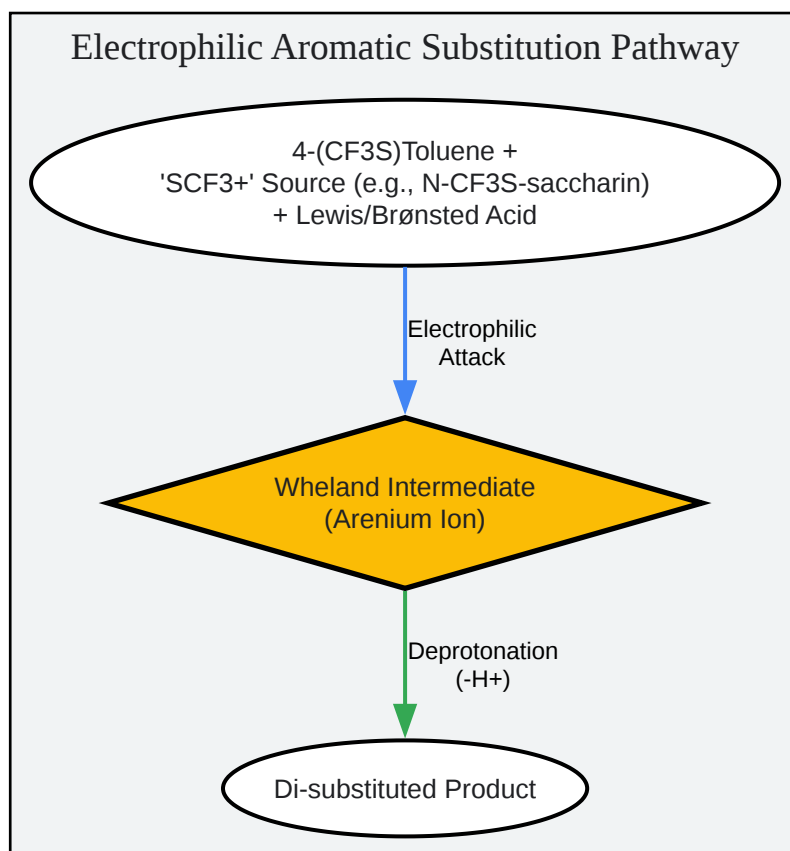 Electrophilic Aromatic Substitution Pathway
4-(CF3S)Toluene +
'SCF3+' Source (e.g., N-CF3S-saccharin)
+ Lewis/Brønsted Acid
Electrophilic
Attack
Wheland Intermediate
(Arenium Ion)
Deprotonation
(-H+)
Di-substituted Product